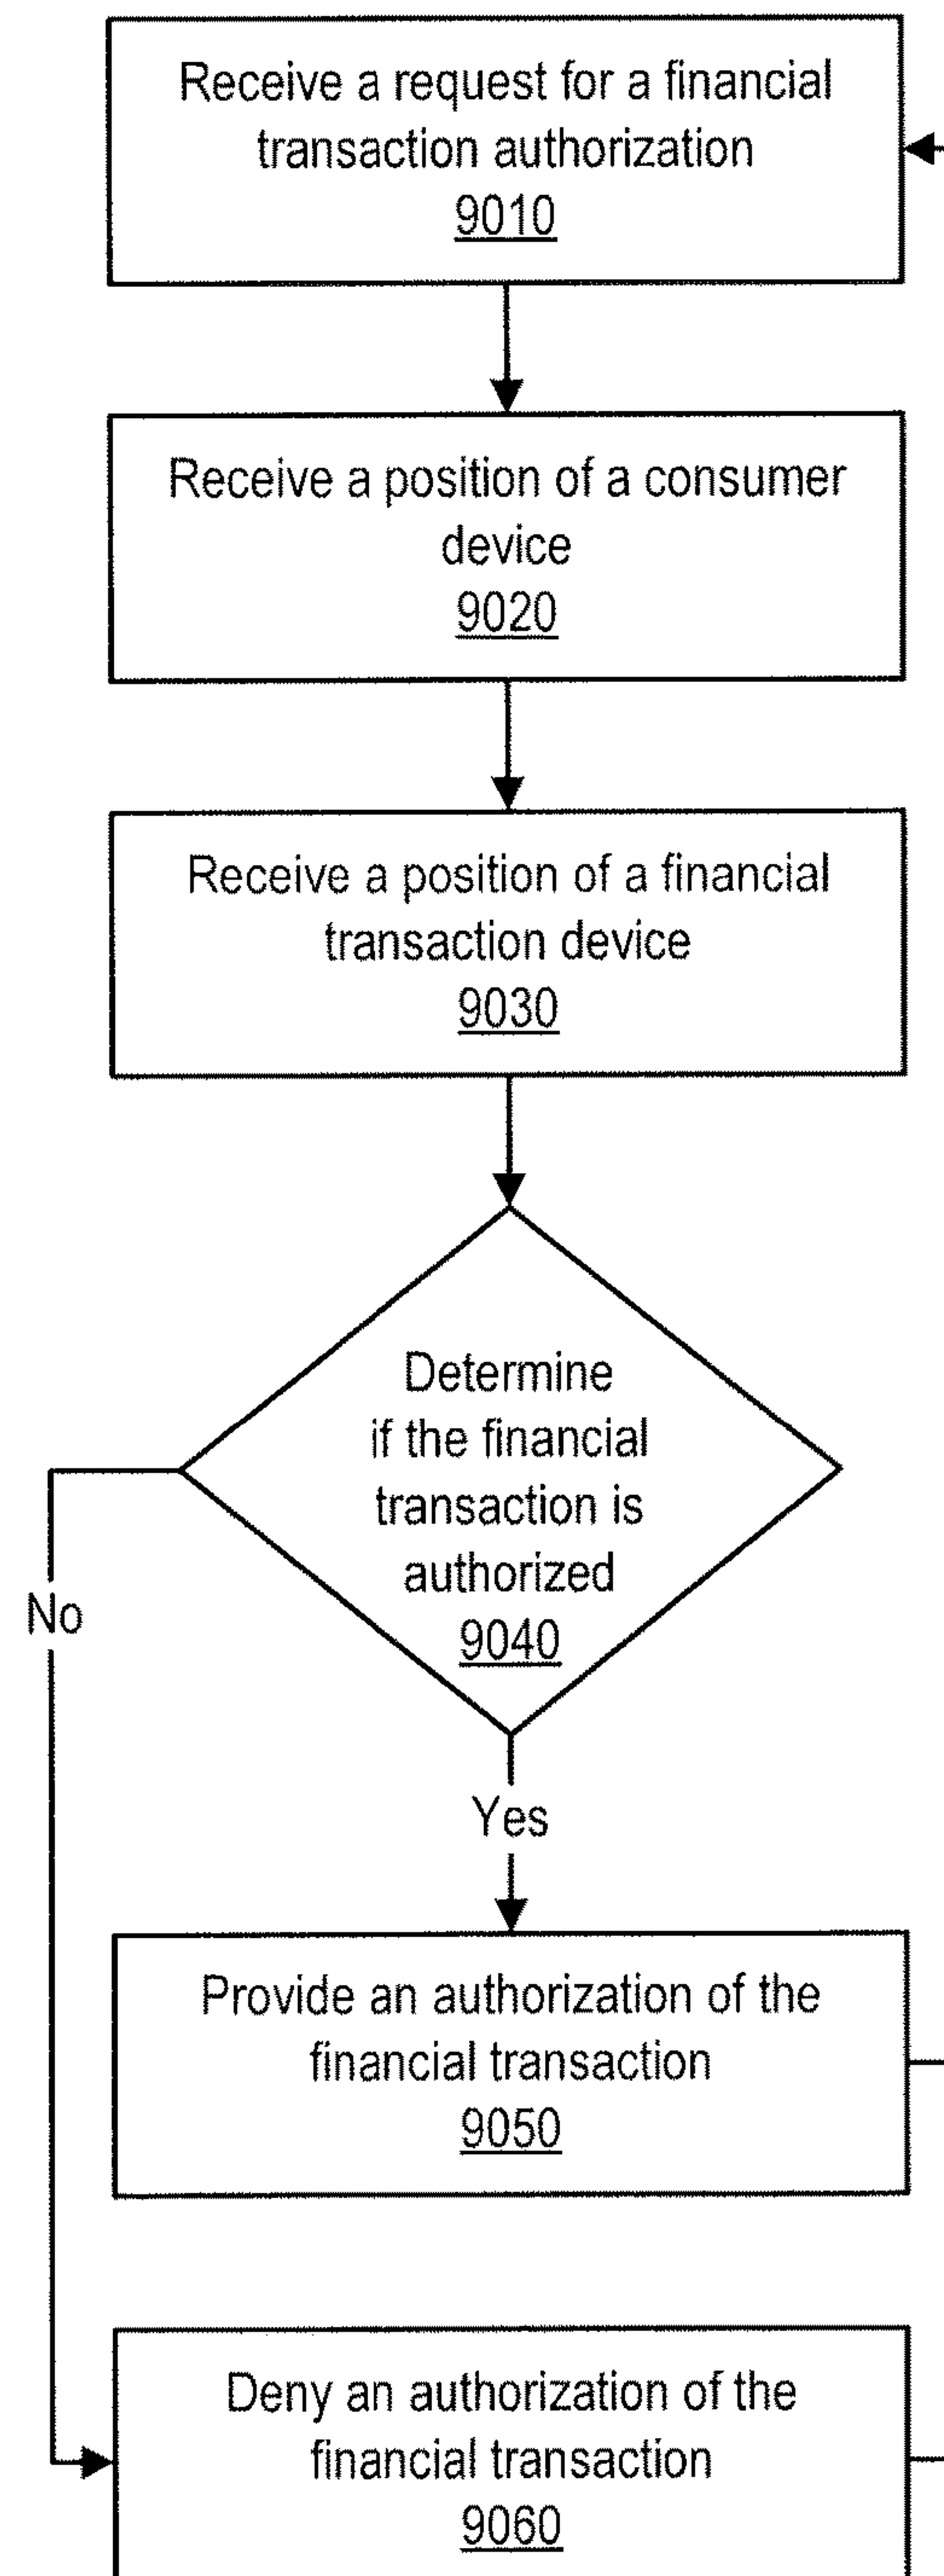 Receive a request for a financial
transaction authorization
9010
Receive a position of a consumer
device
9020
Receive a position of a financial
transaction device
9030
Determine
if the financial
transaction is
authorized
9040
No
Yes
Provide an authorization of the
financial transaction
9050
Deny an authorization of the
financial transaction
9060